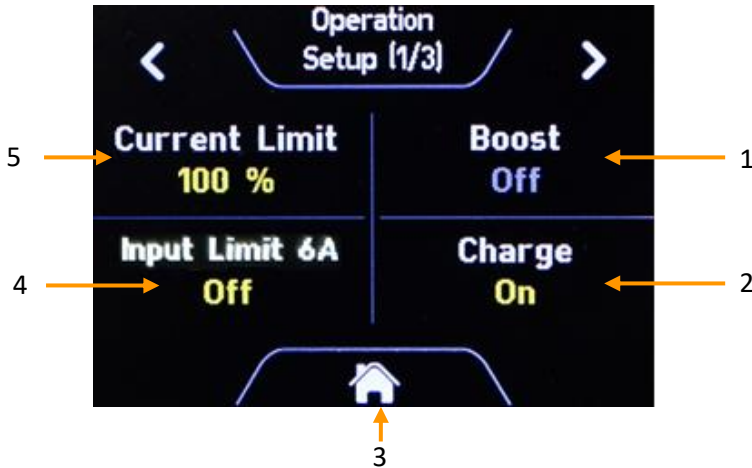 Operation
Setup (1/3)
5
Current Limit
100 %
Boost
Off
1
4
Input Limit 6A
Off
Charge
On
2
3